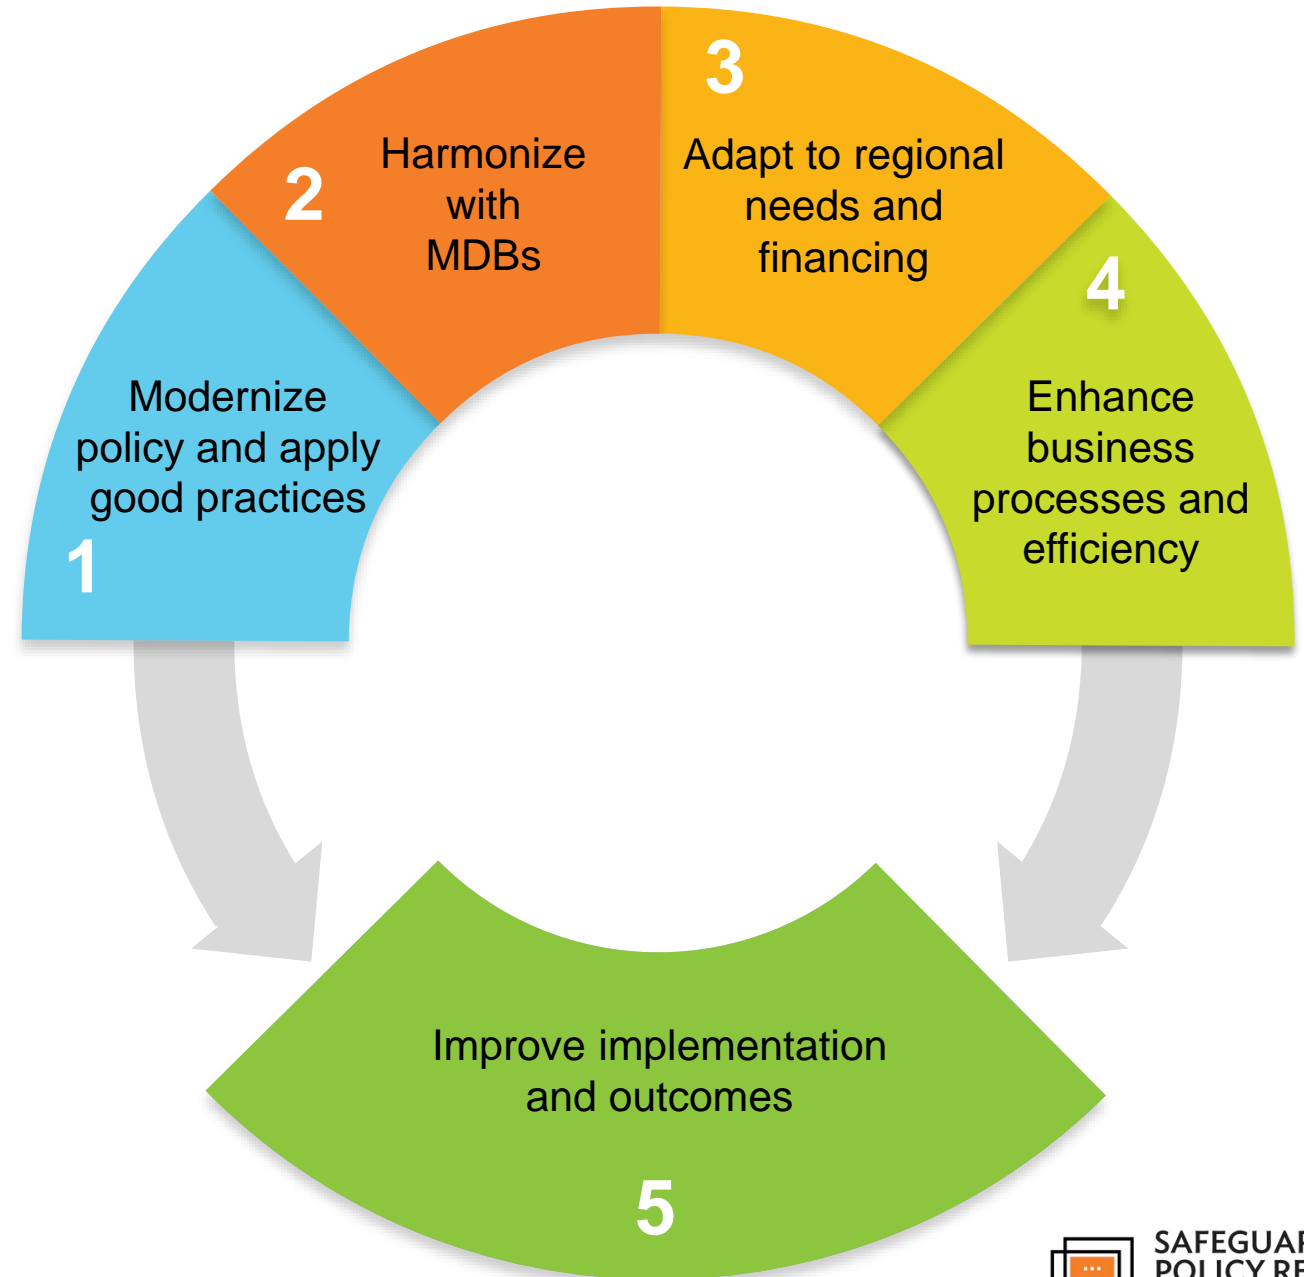 1
Modernize
policy and apply
good practices
2
Harmonize
with
MDBs
3
Adapt to regional
needs and
financing
4
Enhance
business
processes and
efficiency
Improve implementation
and outcomes
5